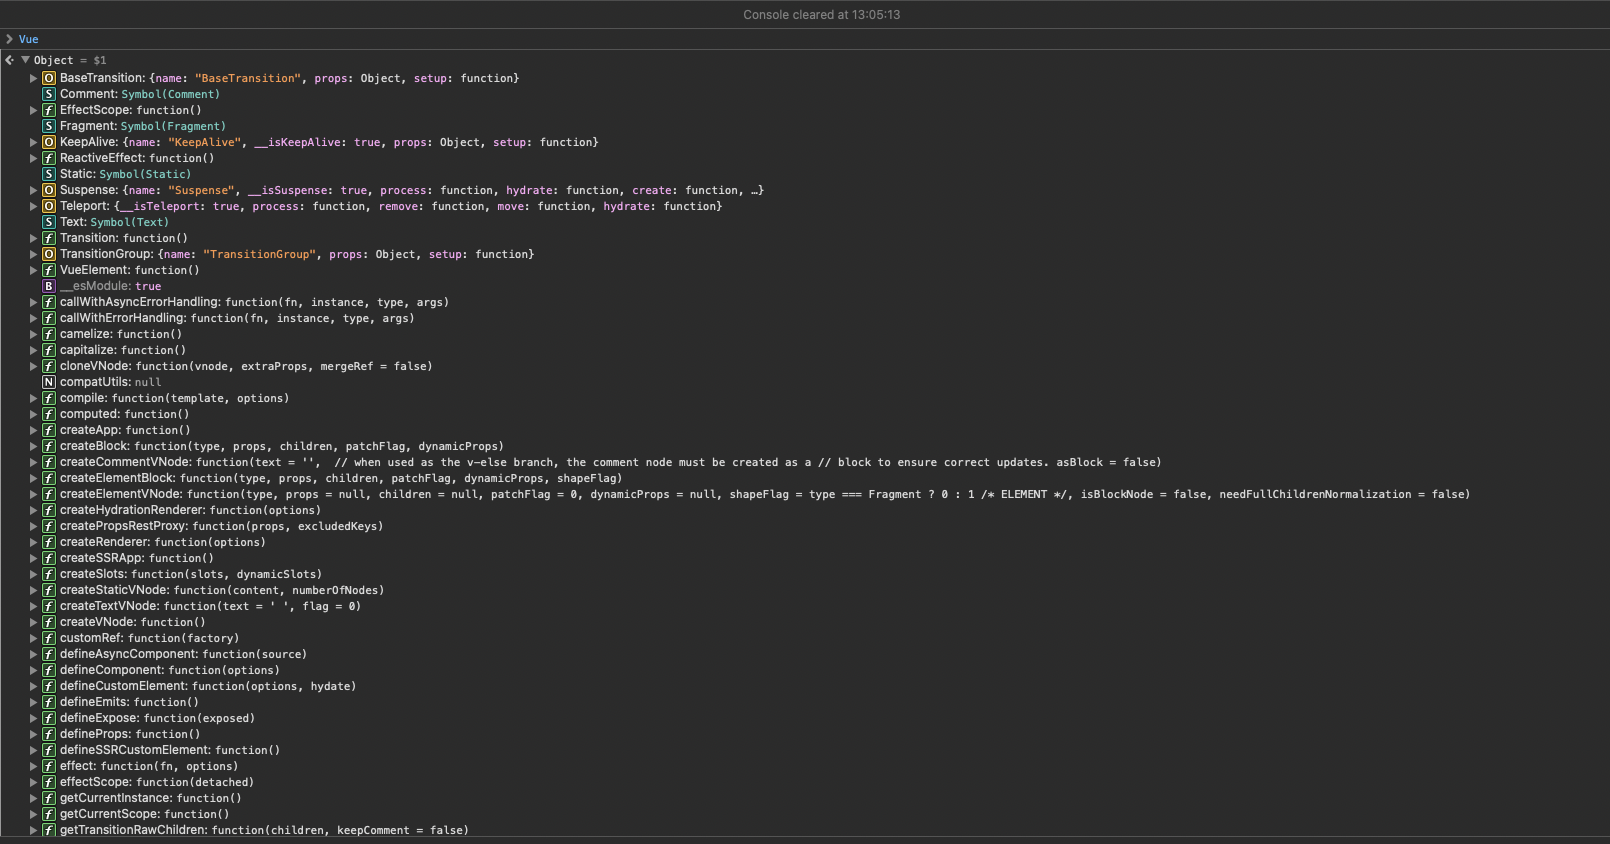 Console cleared at 13:05:13
Vue
Object = $1
O BaseTransition: {name: "BaseTransition", props: Object, setup: function}
S Comment: Symbol(Comment)
f EffectScope: function()
S Fragment: Symbol(Fragment)
O KeepAlive: {name: "KeepAlive", __isKeepAlive: true, props: Object, setup: function}
f ReactiveEffect: function()
S Static: Symbol(Static)
O Suspense: {name: "Suspense", __isSuspense: true, process: function, hydrate: function, create: function, …}
O Teleport: {__isTeleport: true, process: function, remove: function, move: function, hydrate: function}
S Text: Symbol(Text)
f Transition: function()
O TransitionGroup: {name: "TransitionGroup", props: Object, setup: function}
f VueElement: function()
B __esModule: true
f callWithAsyncErrorHandling: function(fn, instance, type, args)
f callWithErrorHandling: function(fn, instance, type, args)
f camelize: function()
f capitalize: function()
f cloneVNode: function(vnode, extraProps, mergeRef = false)
N compatUtils: null
f compile: function(template, options)
f computed: function()
f createApp: function()
f createBlock: function(type, props, children, patchFlag, dynamicProps)
f createCommentVNode: function(text = '',  // when used as the v-else branch, the comment node must be created as a // block to ensure correct updates. asBlock = false)
f createElementBlock: function(type, props, children, patchFlag, dynamicProps, shapeFlag)
f createElementVNode: function(type, props = null, children = null, patchFlag = 0, dynamicProps = null, shapeFlag = type === Fragment ? 0 : 1 /* ELEMENT */, isBlockNode = false, needFullChildrenNormalization = false)
f createHydrationRenderer: function(options)
f createPropsRestProxy: function(props, excludedKeys)
f createRenderer: function(options)
f createSSRApp: function()
f createSlots: function(slots, dynamicSlots)
f createStaticVNode: function(content, numberOfNodes)
f createTextVNode: function(text = ' ', flag = 0)
f createVNode: function()
f customRef: function(factory)
f defineAsyncComponent: function(source)
f defineComponent: function(options)
f defineCustomElement: function(options, hydate)
f defineEmits: function()
f defineExpose: function(exposed)
f defineProps: function()
f defineSSRCustomElement: function()
f effect: function(fn, options)
f effectScope: function(detached)
f getCurrentInstance: function()
f getCurrentScope: function()
f getTransitionRawChildren: function(children, keepComment = false)